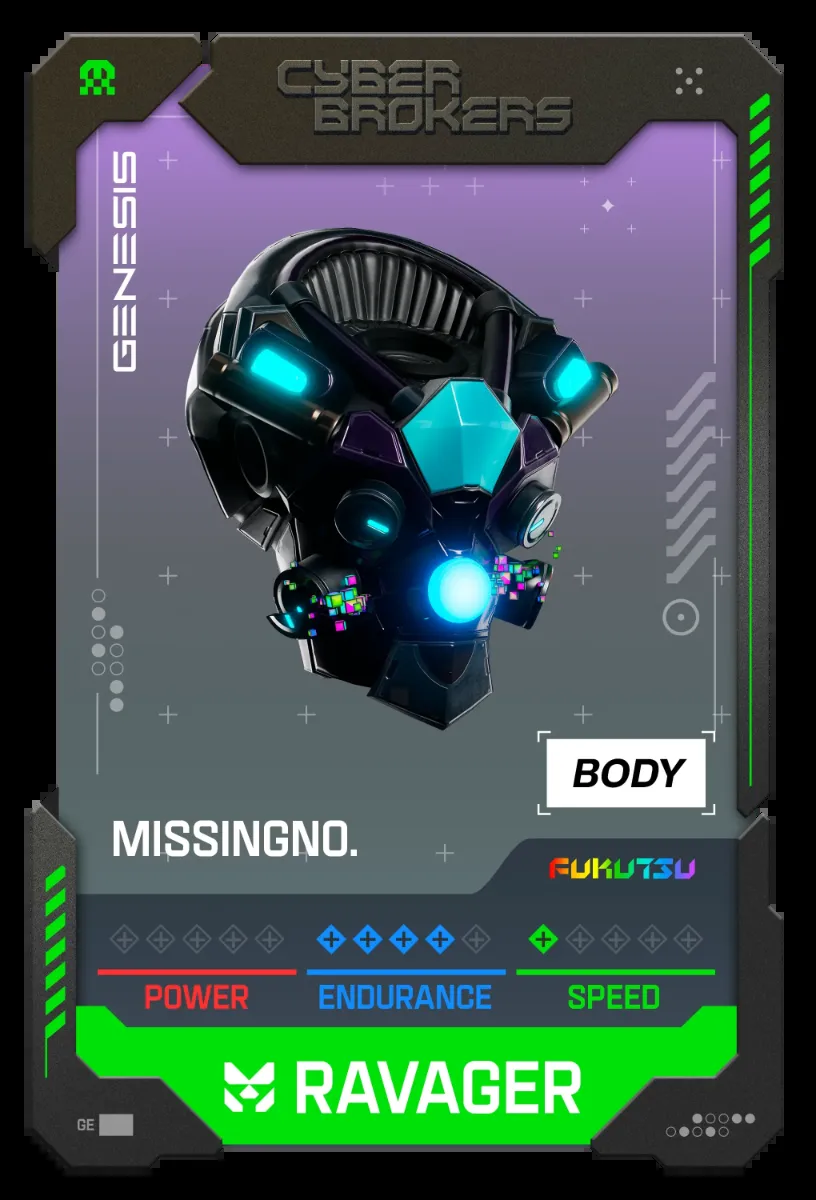 CYBER
BROKERS
GENESIS
BODY
MISSINGNO.
FUKUTSU
POWER
ENDURANCE
SPEED
RAVAGER
GE